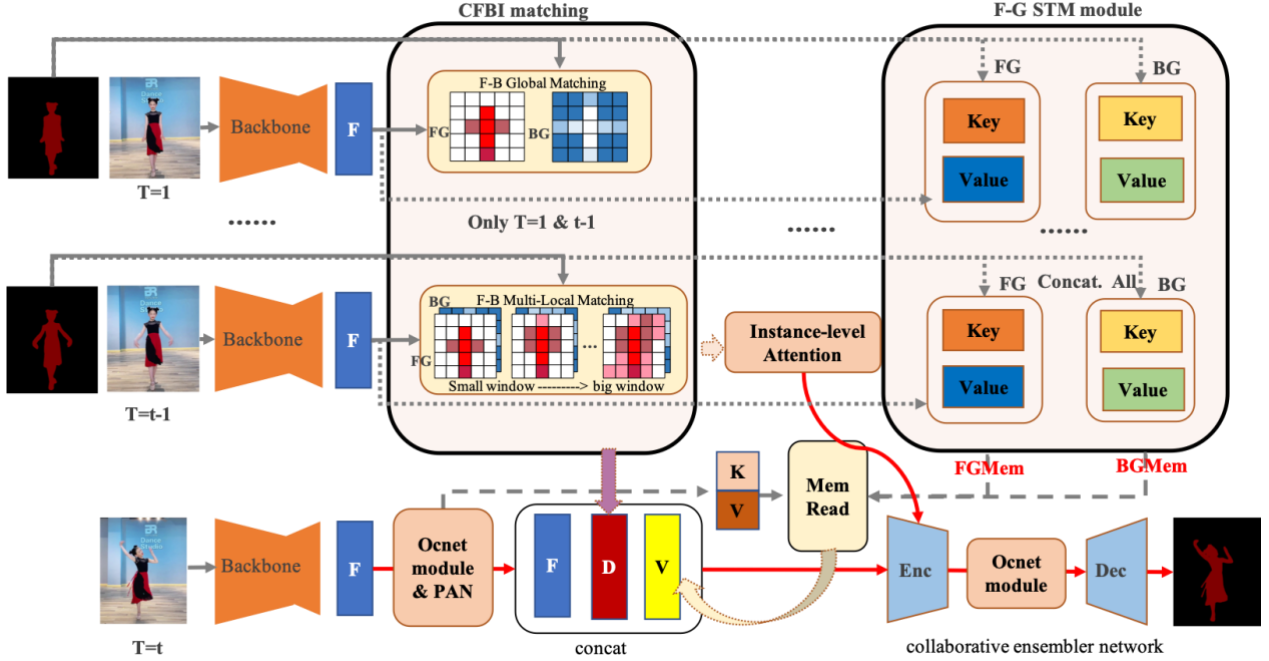 CFBI matching
F-G STM module
F-B Global Matching
FG
BG
Backbone
F
FG
BG
Key
Key
Value
Value
T=1
......
Only T=1 & t-1
......
......
F-B Multi-Local Matching
BG
FG
...
Small window ---------> big window
Backbone
F
Instance-level
Attention
FG
Concat. All
BG
Key
Key
Value
Value
T=t-1
FGMem
BGMem
K
V
Mem
Read
Backbone
F
Ocnet
module
& PAN
F
D
V
Enc
Ocnet
module
Dec
T=t
concat
collaborative ensembler network